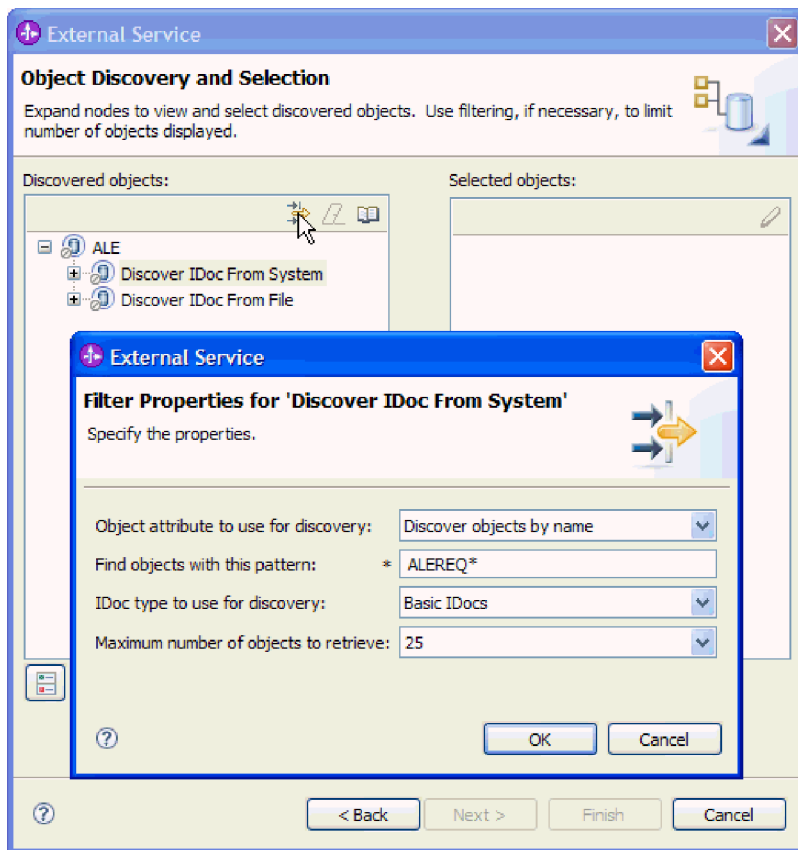 External Service
Object Discovery and Selection
Expand nodes to view and select discovered objects. Use filtering, if necessary, to limit
number of objects displayed.
Discovered objects:
Selected objects:
ALE
Discover IDoc From System
Discover IDoc From File
External Service
Filter Properties for 'Discover IDoc From System'
Specify the properties.
Object attribute to use for discovery: Discover objects by name
Find objects with this pattern: * ALEREQ*
IDoc type to use for discovery: Basic IDocs
Maximum number of objects to retrieve: 25
OK
Cancel
< Back
Next >
Finish
Cancel